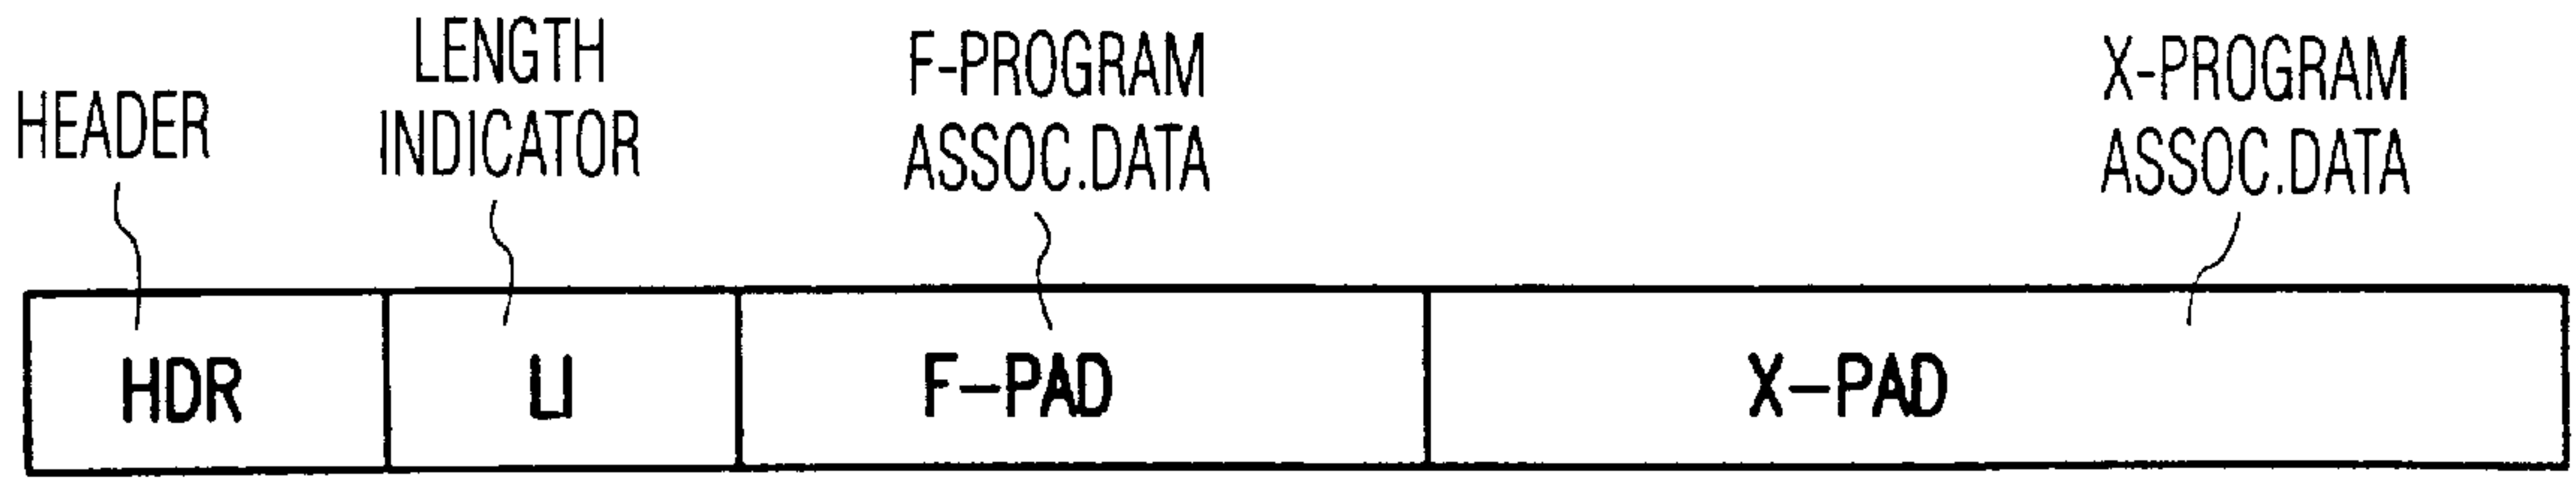 HEADER
LENGTH
INDICATOR
F-PROGRAM
ASSOC.DATA
X-PROGRAM
ASSOC.DATA
HDR
LI
F-PAD
X-PAD